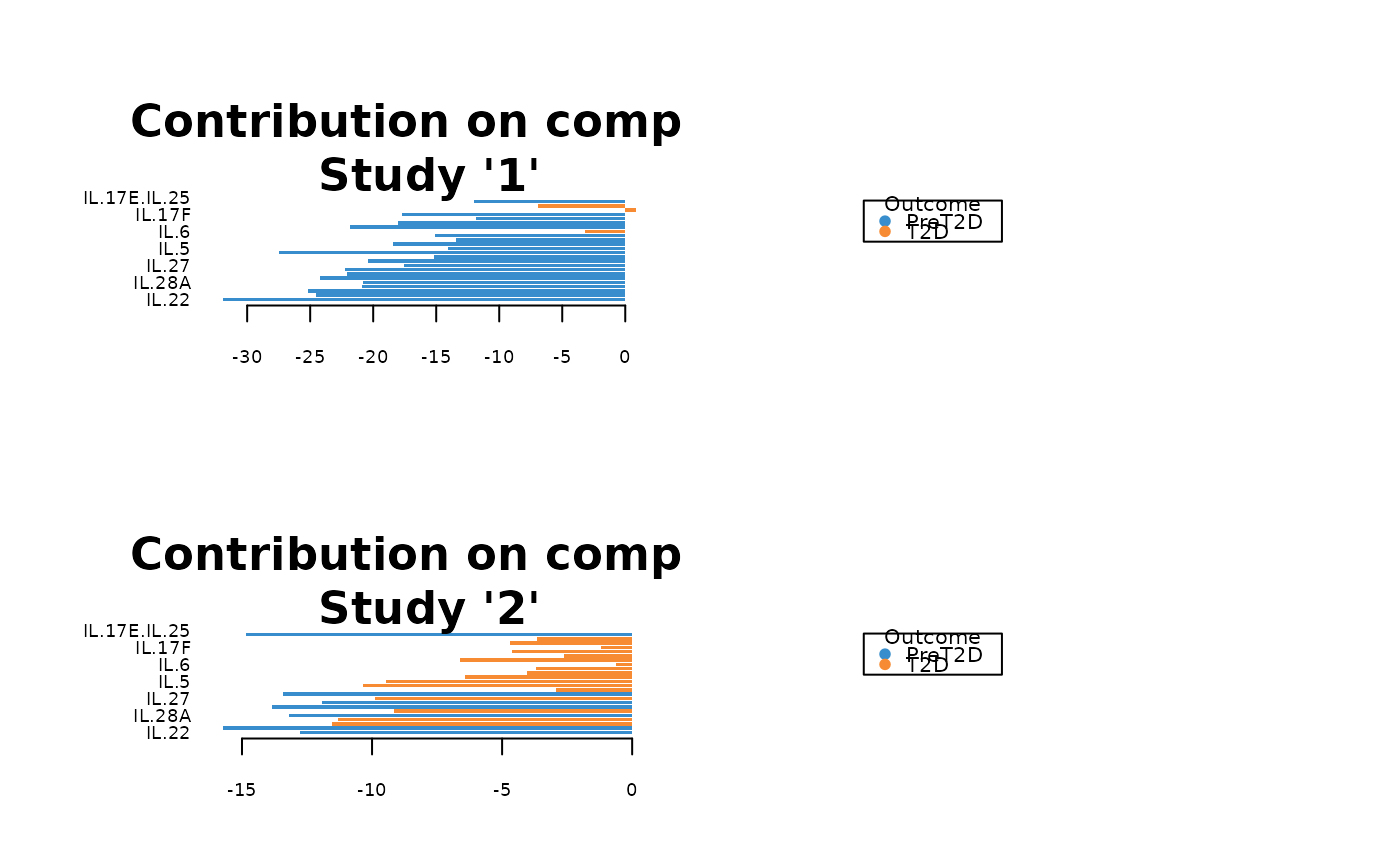 Contribution on comp
Study '1'
IL.17E.IL.25
IL.17F
IL.6
IL.5
IL.27
IL.28A
IL.22
-30 -25 -20 -15 -10 -5 0
Outcome
PreT2D
T2D
Contribution on comp
Study '2'
IL.17E.IL.25
IL.17F
IL.6
IL.5
IL.27
IL.28A
IL.22
-15 -10 -5 0
Outcome
PreT2D
T2D